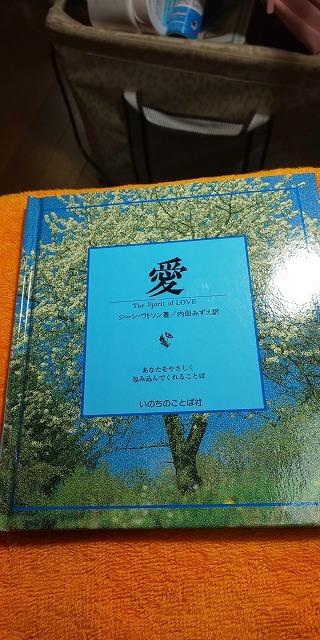 愛
The Spirit of LOVE
ジーン・ワトソン著／内田みずえ訳
あなたをやさしく
包み込んでくれることば
いのちのことば社